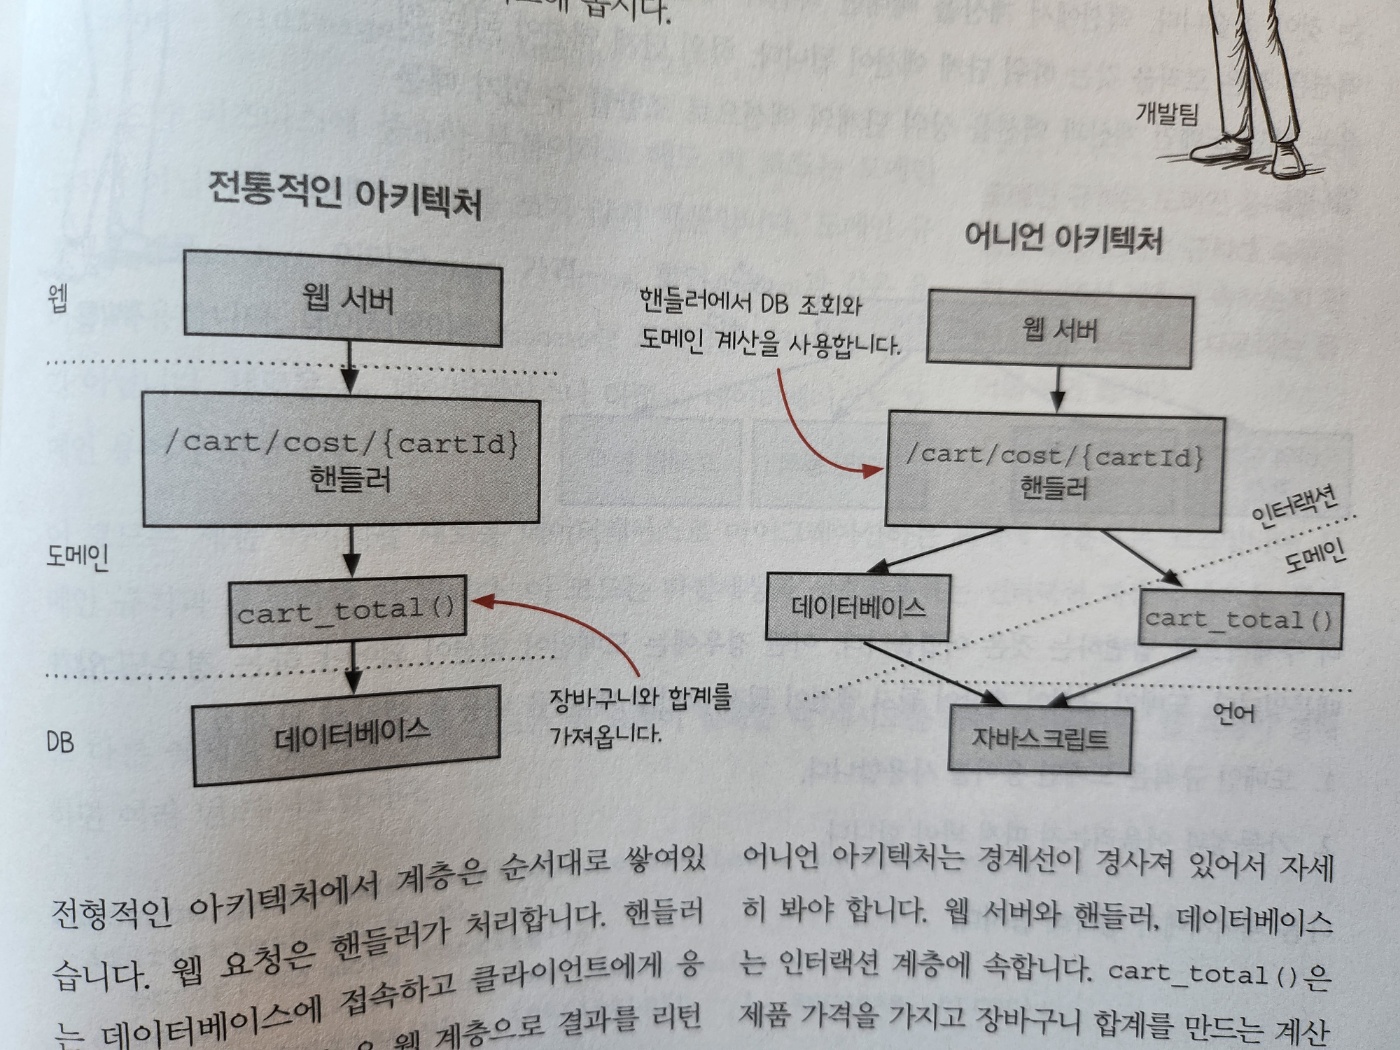 개발팀
전통적인 아키텍처
웹
웹 서버
/cart/cost/{cartId}
핸들러
도메인
cart_total()
장바구니와 합계를
가져옵니다.
DB
데이터베이스
어니언 아키텍처
핸들러에서 DB 조회와
도메인 계산을 사용합니다.
웹 서버
/cart/cost/{cartId}
핸들러
인터랙션
도메인
데이터베이스
cart_total()
언어
자바스크립트
전형적인 아키텍처에서 계층은 순서대로 쌓여있
습니다. 웹 요청은 핸들러가 처리합니다. 핸들러
는 데이터베이스에 접속하고 클라이언트에게 응
웹 계층으로 결과를 리턴
어니언 아키텍처는 경계선이 경사져 있어서 자세
히 봐야 합니다. 웹 서버와 핸들러, 데이터베이스
는 인터랙션 계층에 속합니다. cart_total()은
제품 가격을 가지고 장바구니 합계를 만드는 계산